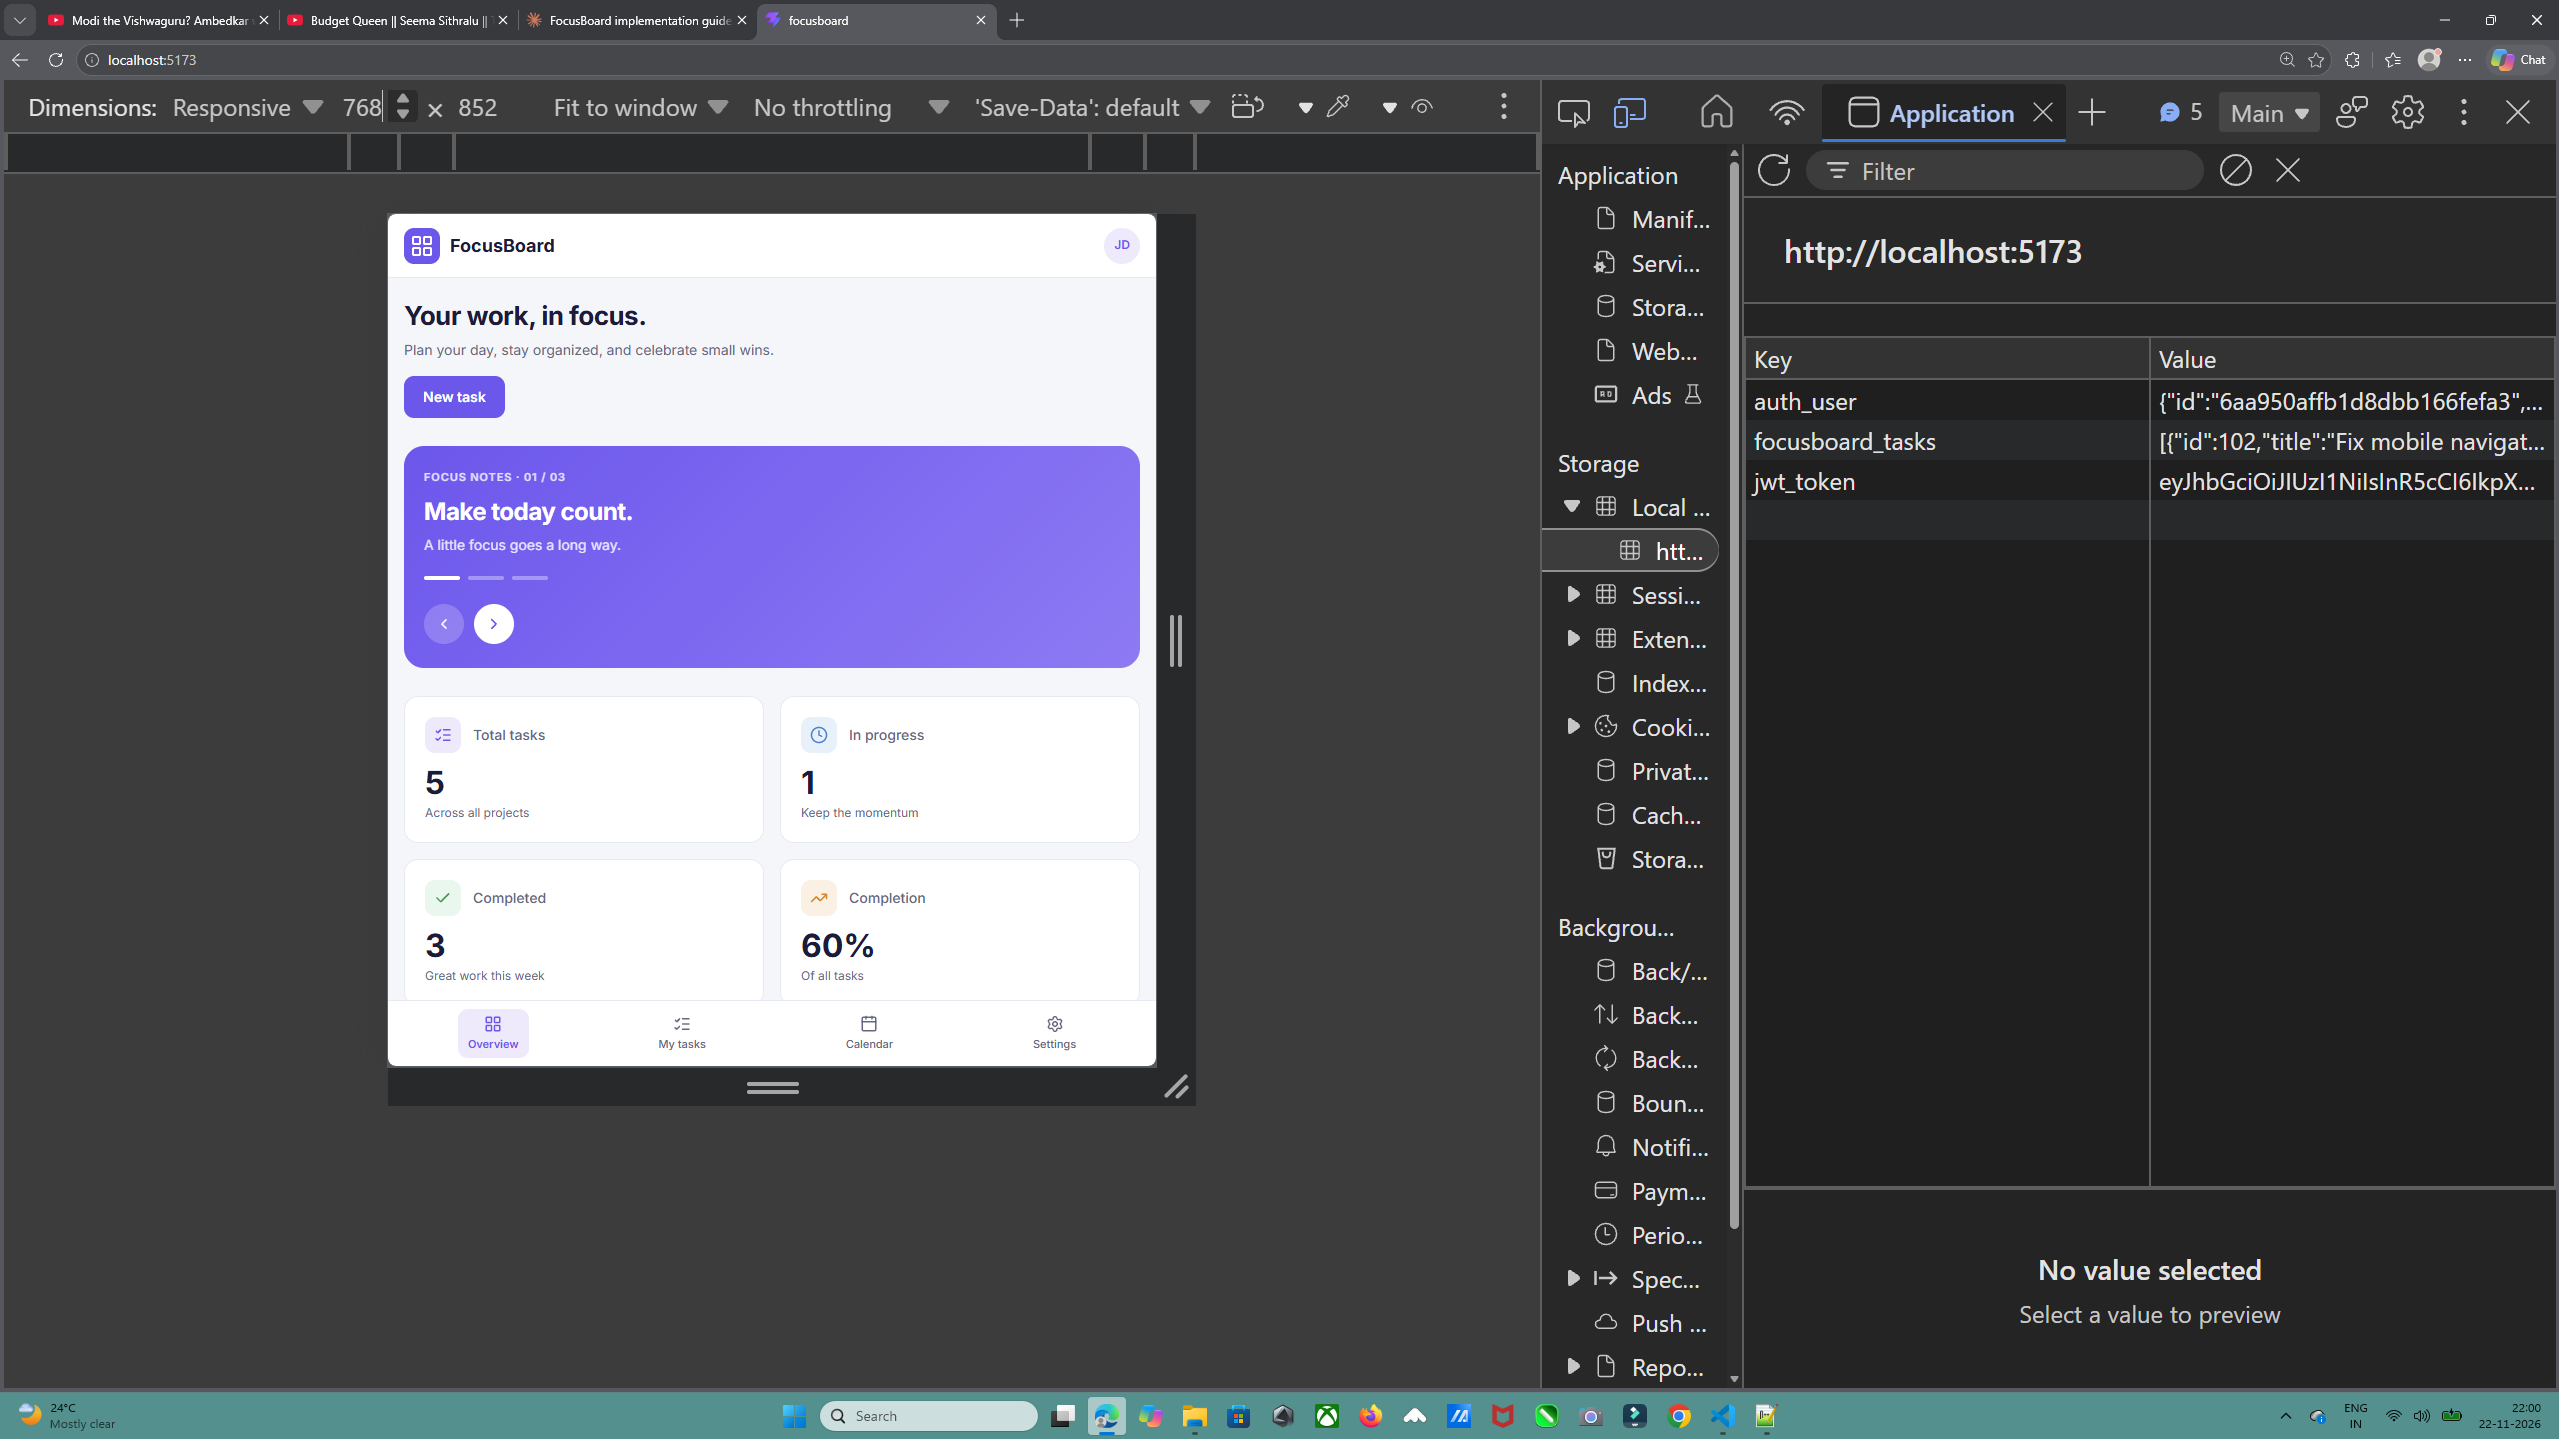 Modi the Vishwaguru? Ambedkar
Budget Queen || Seema Sithralu ||
FocusBoard implementation guide
focusboard
localhost:5173
Chat
Dimensions: Responsive 768 × 852 Fit to window No throttling 'Save-Data': default
Application 5 Main
FocusBoard JD
Your work, in focus.
Plan your day, stay organized, and celebrate small wins.
New task
FOCUS NOTES · 01 / 03
Make today count.
A little focus goes a long way.
Total tasks
5
Across all projects
In progress
1
Keep the momentum
Completed
3
Great work this week
Completion
60%
Of all tasks
Overview My tasks Calendar Settings
Application
Manif...
Servi...
Stora...
Web...
Ads
Storage
Local ...
htt...
Sessi...
Exten...
Index...
Cooki...
Privat...
Cach...
Stora...
Backgrou...
Back/...
Back...
Back...
Boun...
Notifi...
Paym...
Perio...
Spec...
Push ...
Repo...
Filter
http://localhost:5173
Key Value
auth_user {"id":"6aa950affb1d8dbb166fefa3",...
focusboard_tasks [{"id":102,"title":"Fix mobile navigat...
jwt_token eyJhbGciOiJIUzI1NiIsInR5cCI6IkpX...
No value selected
Select a value to preview
24°C
Mostly clear
Search
ENG
IN
22:00
22-11-2026